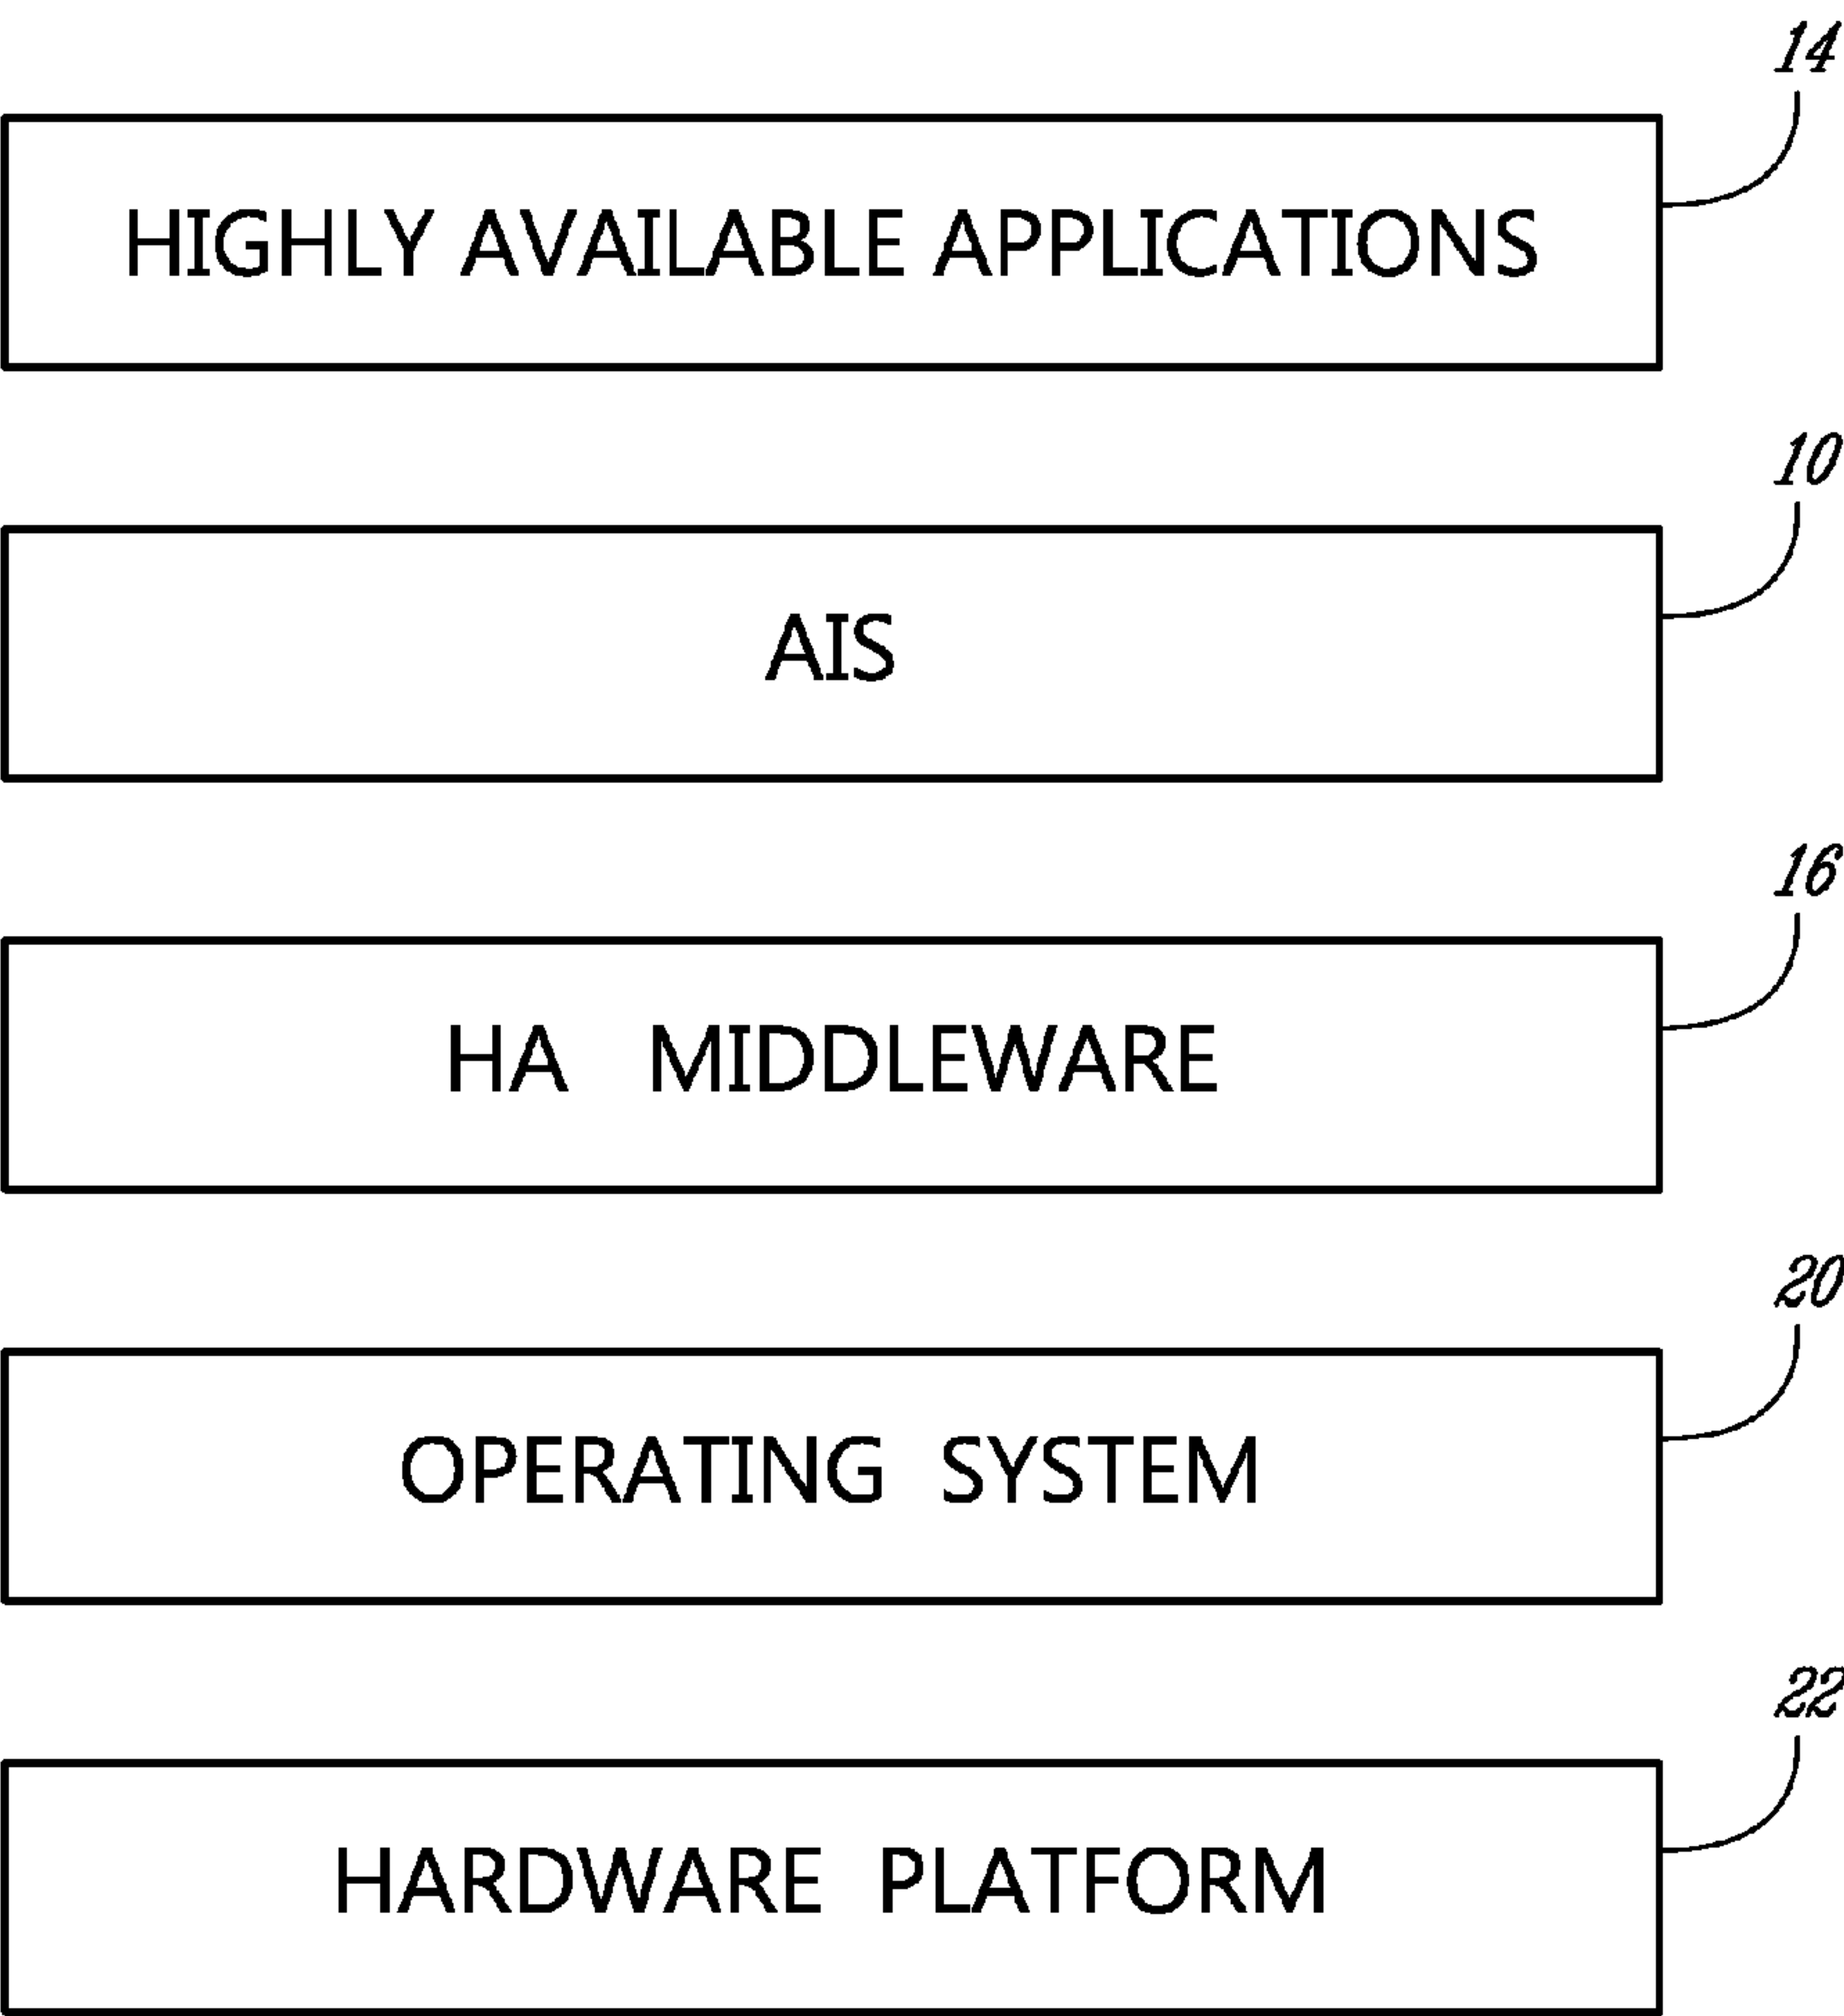 14
HIGHLY AVAILABLE APPLICATIONS
10
AIS
16
HA MIDDLEWARE
20
OPERATING SYSTEM
22
HARDWARE PLATFORM